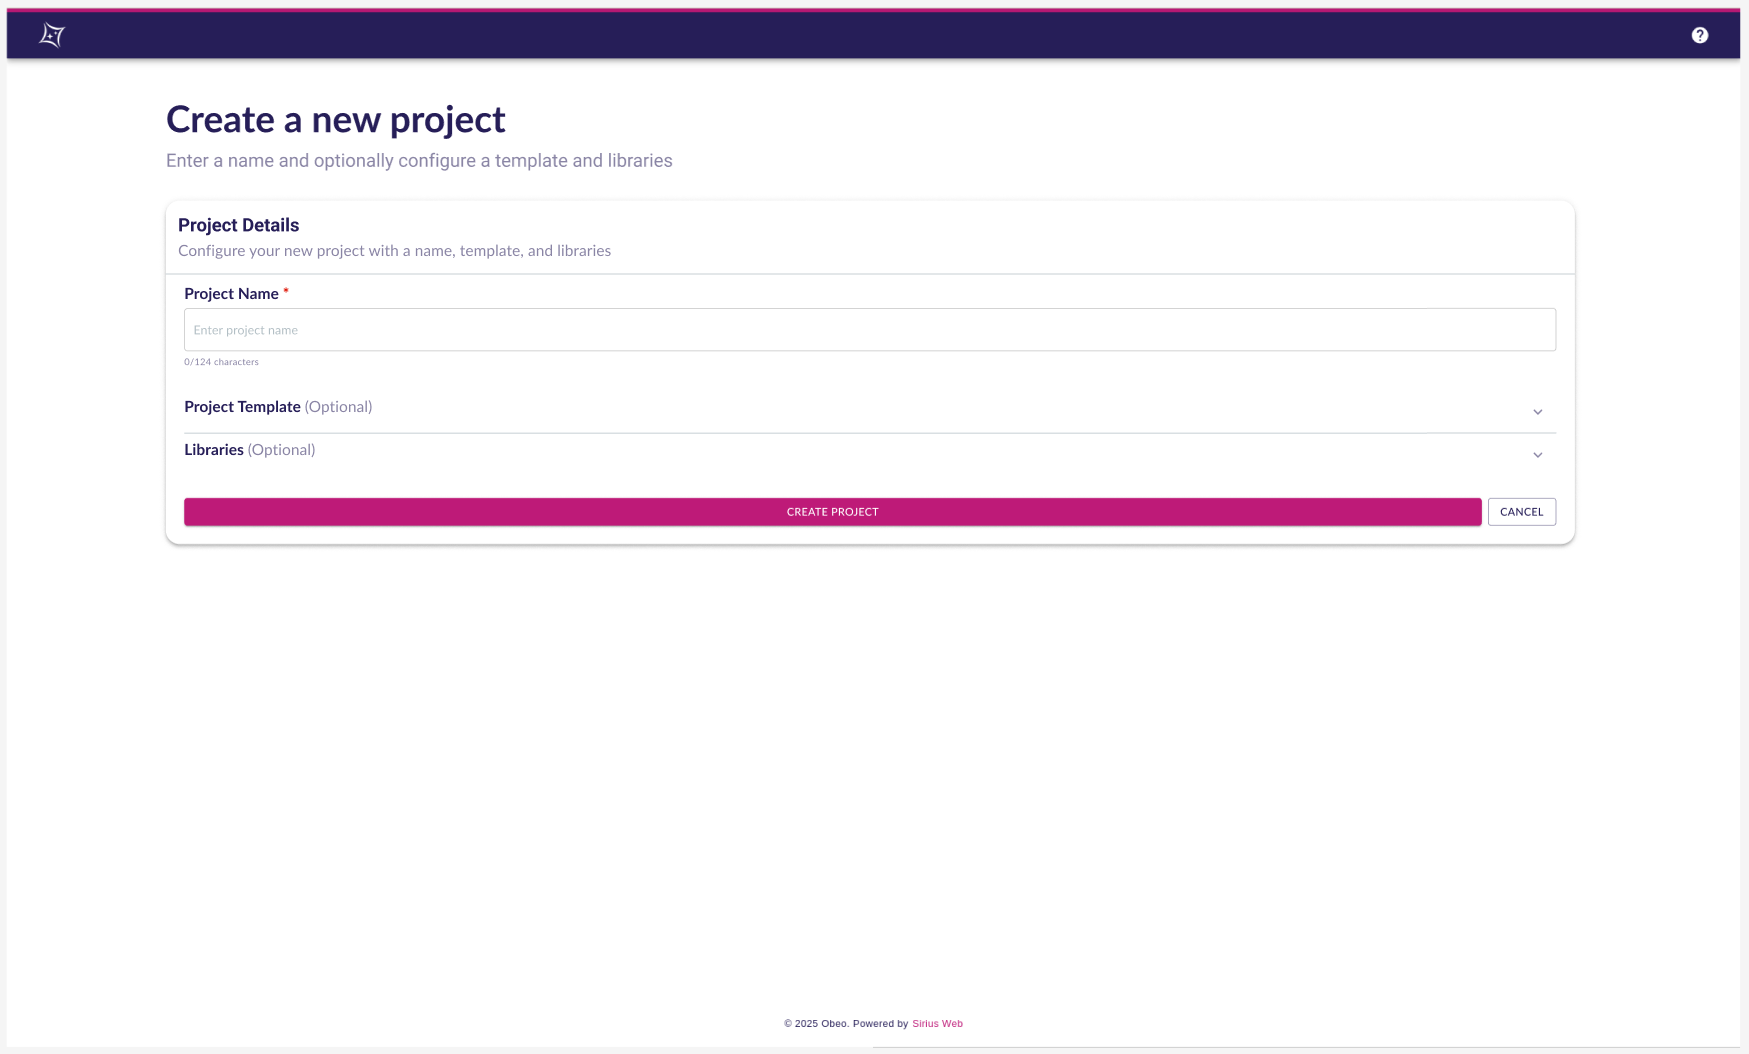 Create a new project
Enter a name and optionally configure a template and libraries
Project Details
Configure your new project with a name, template, and libraries
Project Name *
Enter project name
0/124 characters
Project Template (Optional)
Libraries (Optional)
CREATE PROJECT
CANCEL
© 2025 Obeo. Powered by Sirius Web